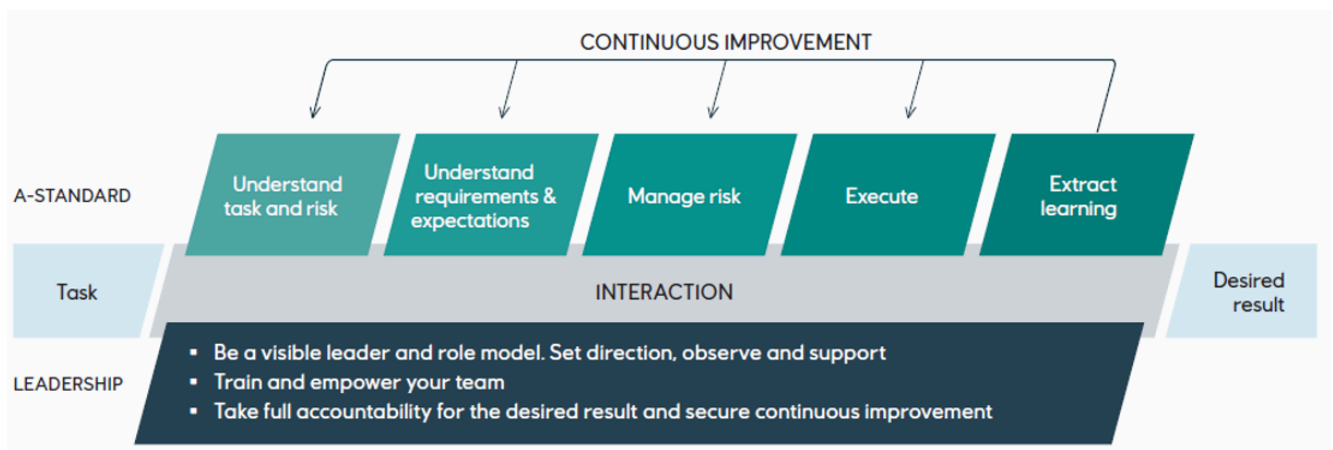 CONTINUOUS IMPROVEMENT
A-STANDARD
Understand
task and risk
Understand
requirements &
expectations
Manage risk
Execute
Extract
learning
Task
INTERACTION
Desired
result
LEADERSHIP
▪ Be a visible leader and role model. Set direction, observe and support
▪ Train and empower your team
▪ Take full accountability for the desired result and secure continuous improvement